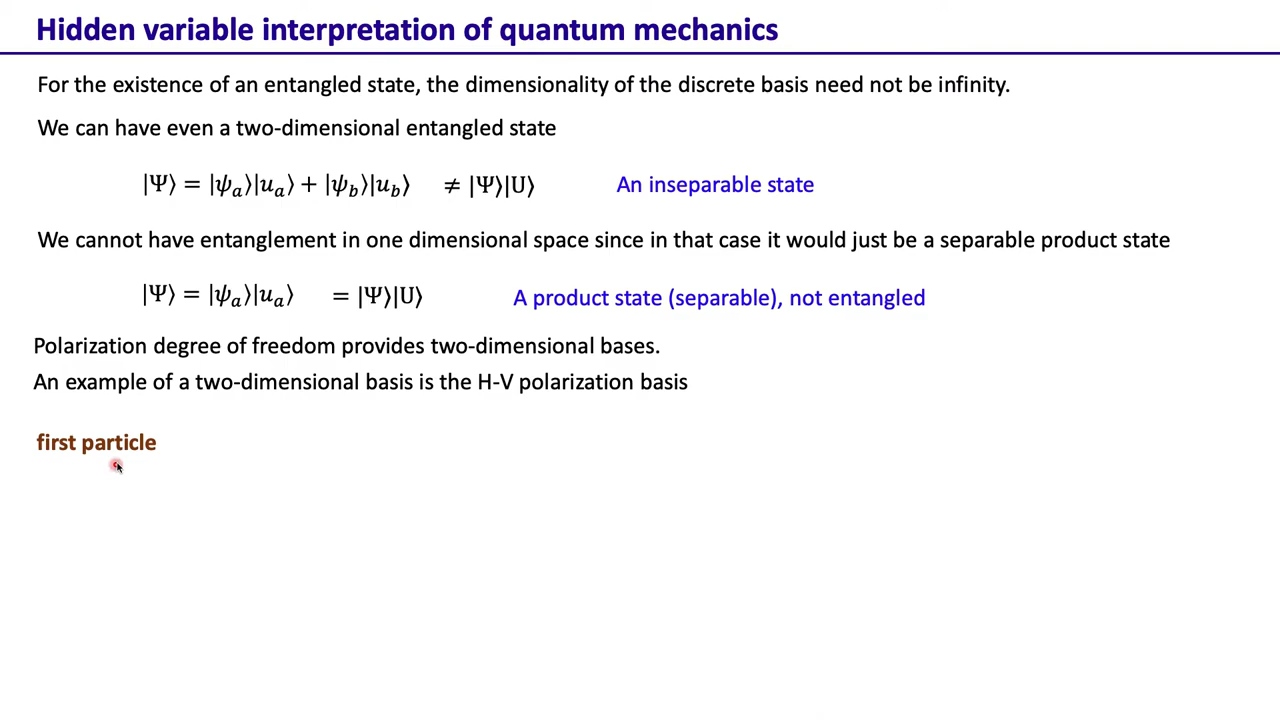 Hidden variable interpretation of quantum mechanics
For the existence of an entangled state, the dimensionality of the discrete basis need not be infinity.
We can have even a two-dimensional entangled state
|Ψ⟩ = |ψₐ⟩|uₐ⟩ + |ψ_b⟩|u_b⟩ ≠ |Ψ⟩|U⟩ An inseparable state
We cannot have entanglement in one dimensional space since in that case it would just be a separable product state
|Ψ⟩ = |ψₐ⟩|uₐ⟩ = |Ψ⟩|U⟩ A product state (separable), not entangled
Polarization degree of freedom provides two-dimensional bases.
An example of a two-dimensional basis is the H-V polarization basis
first particle